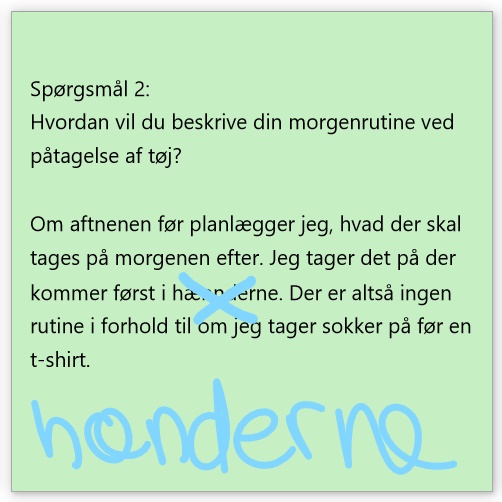 Spørgsmål 2:
Hvordan vil du beskrive din morgenrutine ved
påtagelse af tøj?
Om aftnenen før planlægger jeg, hvad der skal
tages på morgenen efter. Jeg tager det på der
kommer først i hænderne. Der er altså ingen
rutine i forhold til om jeg tager sokker på før en
t-shirt.
hænderne